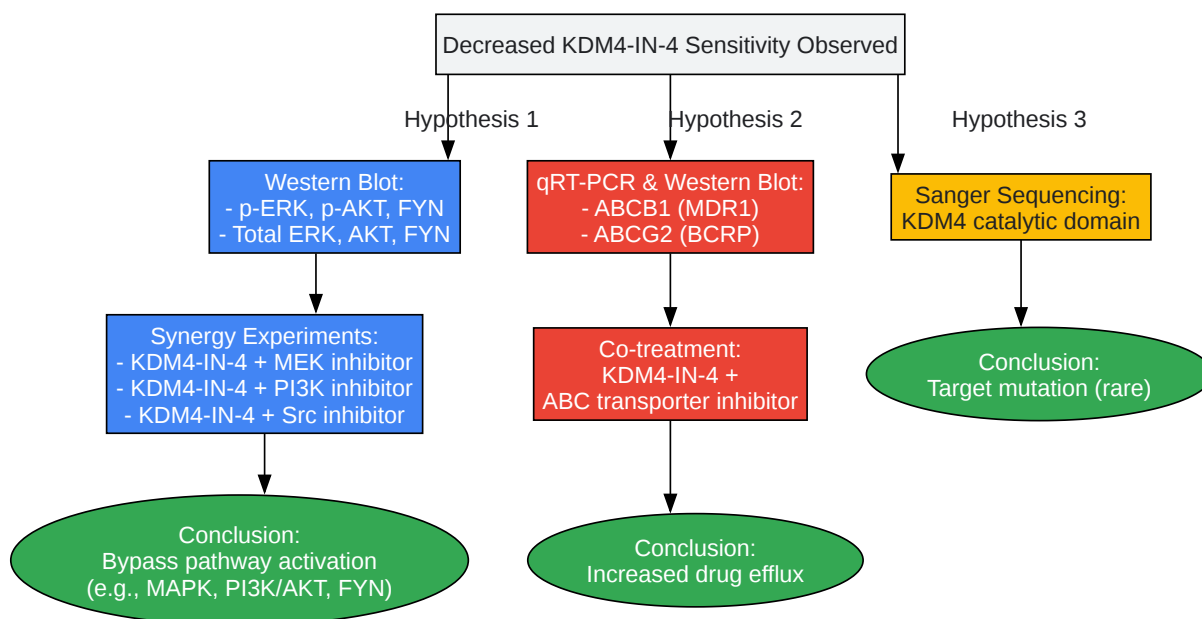 Decreased KDM4-IN-4 Sensitivity Observed
Hypothesis 1
Hypothesis 2
Hypothesis 3
Western Blot:
- p-ERK, p-AKT, FYN
- Total ERK, AKT, FYN
qRT-PCR & Western Blot:
- ABCB1 (MDR1)
- ABCG2 (BCRP)
Sanger Sequencing:
KDM4 catalytic domain
Synergy Experiments:
- KDM4-IN-4 + MEK inhibitor
- KDM4-IN-4 + PI3K inhibitor
- KDM4-IN-4 + Src inhibitor
Co-treatment:
KDM4-IN-4 +
ABC transporter inhibitor
Conclusion:
Target mutation (rare)
Conclusion:
Bypass pathway activation
(e.g., MAPK, PI3K/AKT, FYN)
Conclusion:
Increased drug efflux